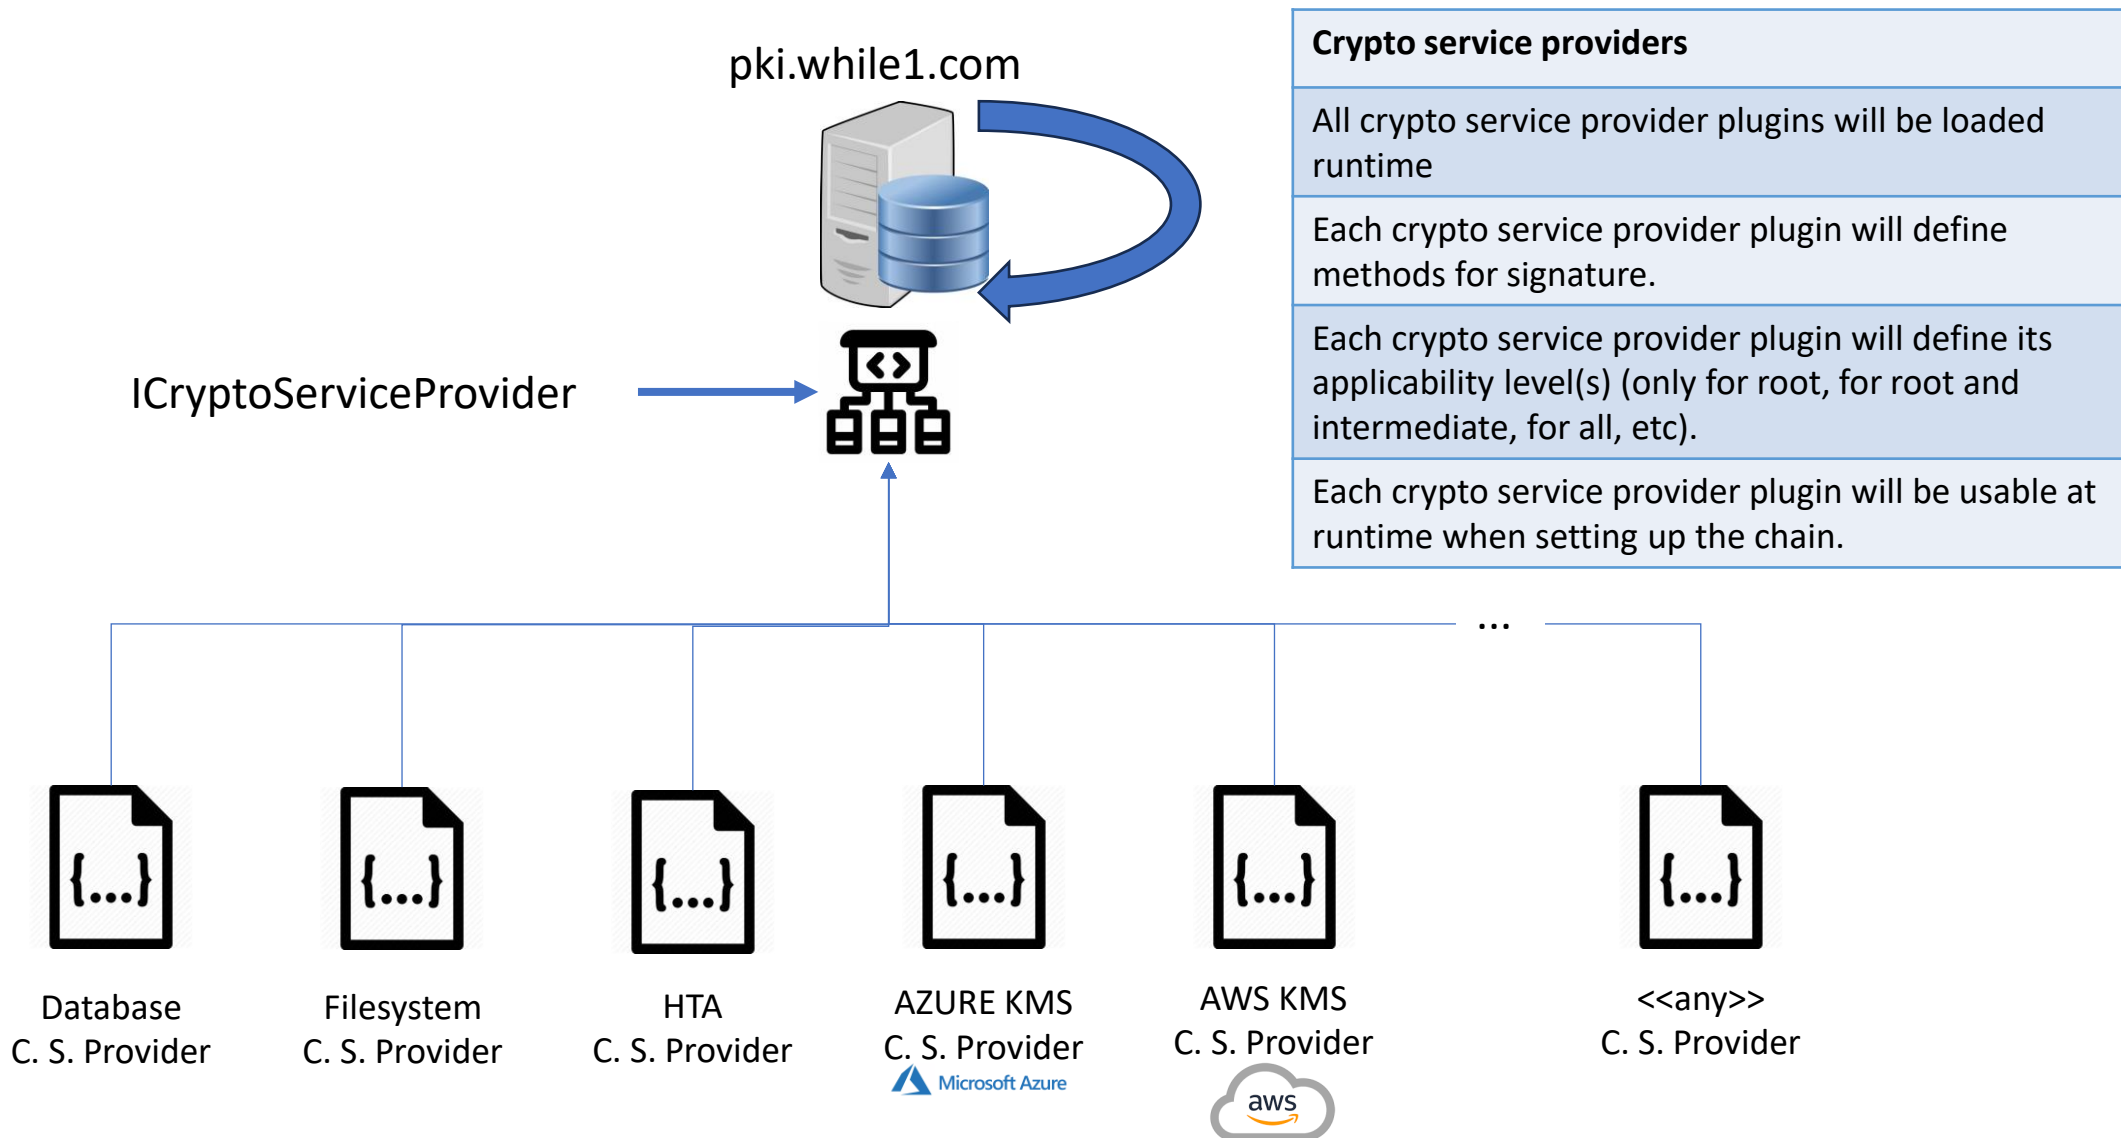 pki.while1.com
Crypto service providers
All crypto service provider plugins will be loaded
runtime
Each crypto service provider plugin will define
methods for signature.
Each crypto service provider plugin will define its
applicability level(s) (only for root, for root and
intermediate, for all, etc).
Each crypto service provider plugin will be usable at
runtime when setting up the chain.
ICryptoServiceProvider
...
{...}
{...}
{...}
{...}
{...}
{...}
Database
C. S. Provider
Filesystem
C. S. Provider
HTA
C. S. Provider
AZURE KMS
C. S. Provider
Microsoft Azure
AWS KMS
C. S. Provider
aws
<<any>>
C. S. Provider